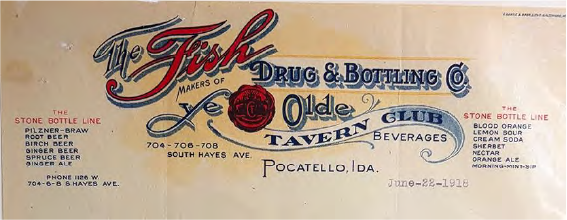 The Fish
DRUG & BOTTLING CO.
MAKERS OF
Ye Olde
TAVERN CLUB
BEVERAGES
704-706-708
SOUTH HAYES AVE.
POCATELLO, IDA.
June-22-1918
THE
STONE BOTTLE LINE
PILZNER-BRAW
ROOT BEER
BIRCH BEER
GINGER BEER
SPRUCE BEER
GINGER ALE
PHONE 1126 W.
704-6-8 S. HAYES AVE.
THE
STONE BOTTLE LINE
BLOOD ORANGE
LEMON SOUR
CREAM SODA
SHERBET
NECTAR
ORANGE ALE
MORNING-MINT-SIP